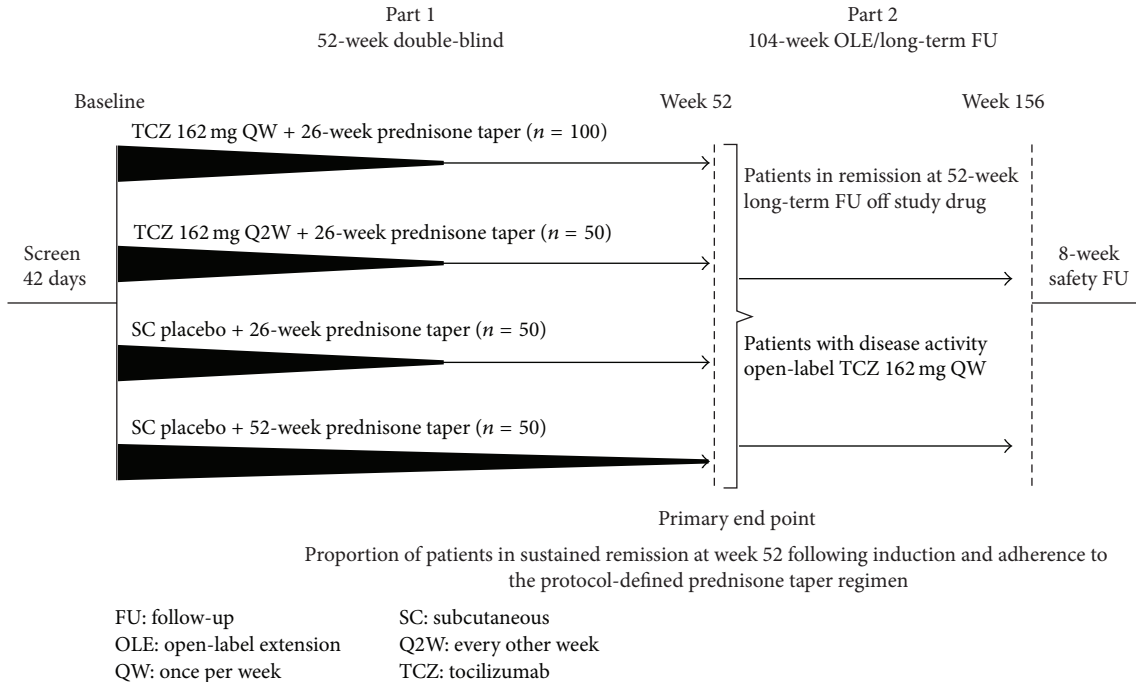 Part 1
52-week double-blind
Part 2
104-week OLE/long-term FU
Baseline
Week 52
Week 156
TCZ 162 mg QW + 26-week prednisone taper (n = 100)
Patients in remission at 52-week
long-term FU off study drug
TCZ 162 mg Q2W + 26-week prednisone taper (n = 50)
Screen
42 days
8-week
safety FU
SC placebo + 26-week prednisone taper (n = 50)
Patients with disease activity
open-label TCZ 162 mg QW
SC placebo + 52-week prednisone taper (n = 50)
Primary end point
Proportion of patients in sustained remission at week 52 following induction and adherence to
the protocol-defined prednisone taper regimen
FU: follow-up
OLE: open-label extension
QW: once per week
SC: subcutaneous
Q2W: every other week
TCZ: tocilizumab